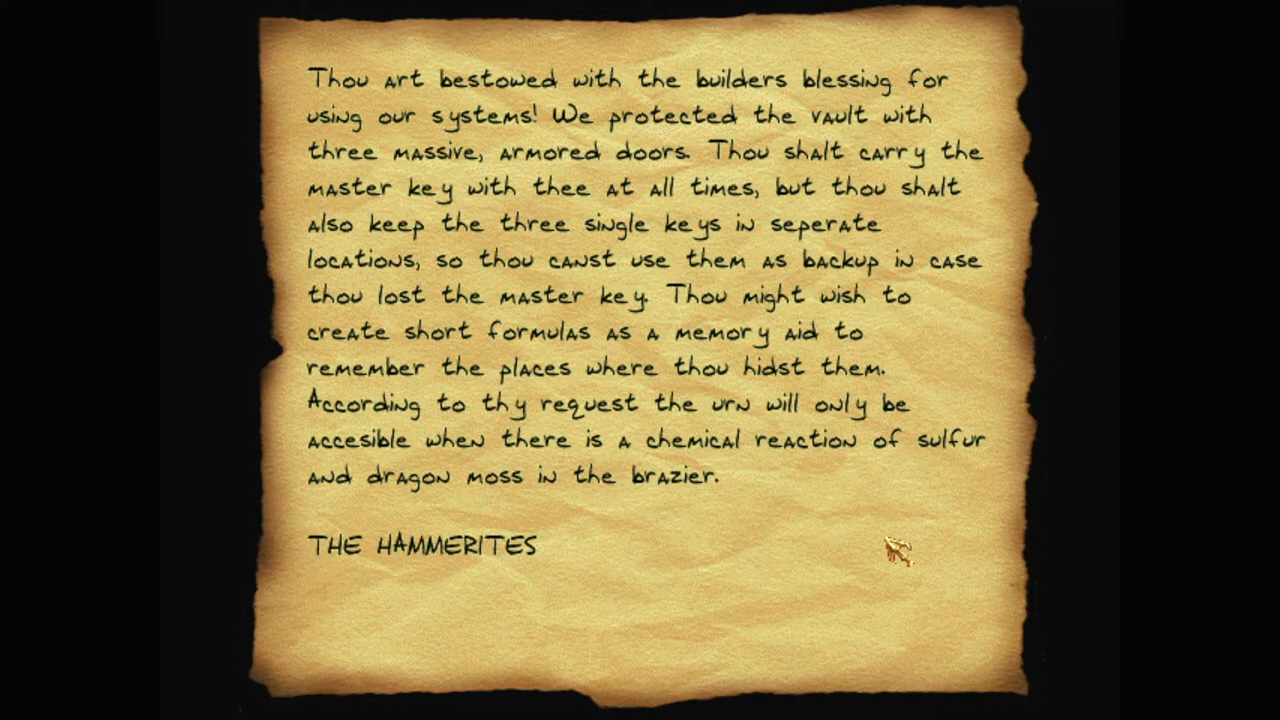 Thou art bestowed with the builders blessing for
using our systems! We protected the vault with
three massive, armored doors. Thou shalt carry the
master key with thee at all times, but thou shalt
also keep the three single keys in seperate
locations, so thou canst use them as backup in case
thou lost the master key. Thou might wish to
create short formulas as a memory aid to
remember the places where thou hidst them.
According to thy request the urn will only be
accesible when there is a chemical reaction of sulfur
and dragon moss in the brazier.
THE HAMMERITES